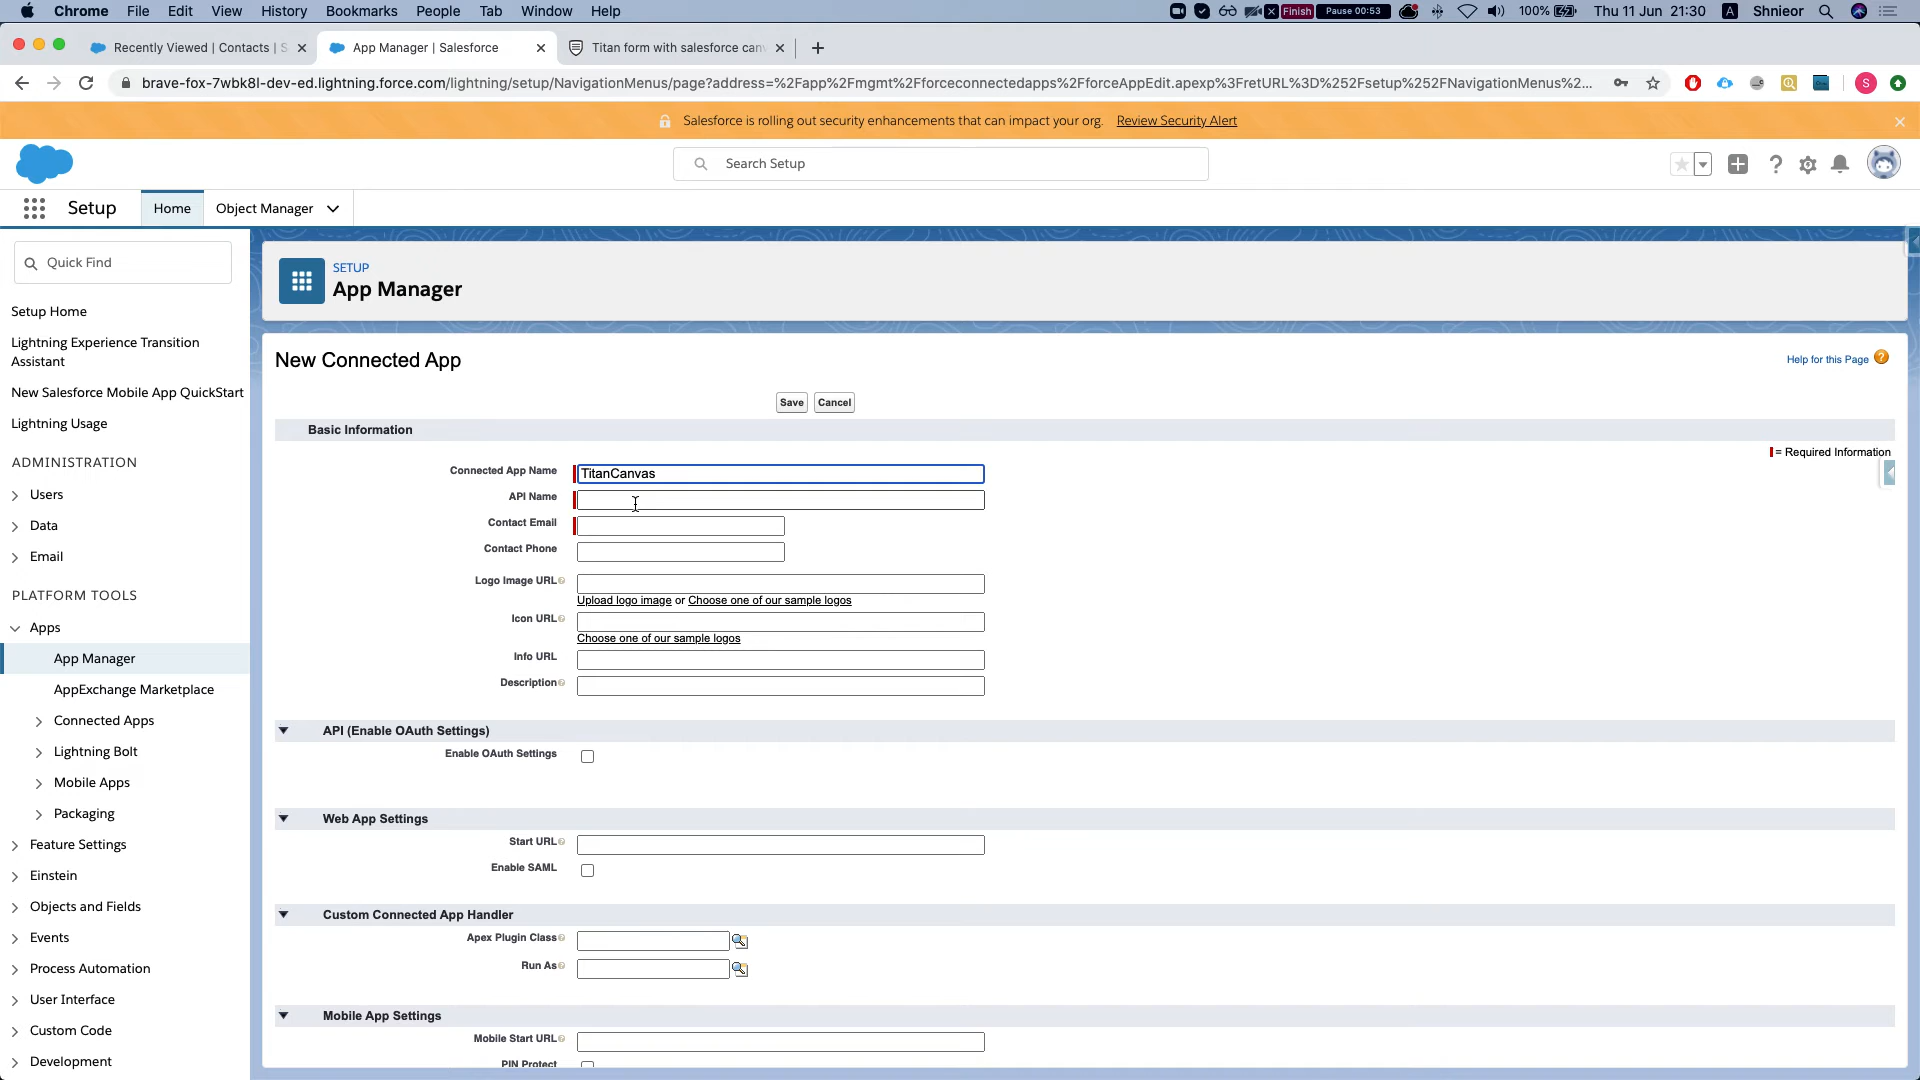 Chrome File Edit View History Bookmarks People Tab Window Help Finish Pause 00:53 100% Thu 11 Jun 21:30 A Shnieor
Recently Viewed | Contacts | S
App Manager | Salesforce
Titan form with salesforce can
brave-fox-7wbk8l-dev-ed.lightning.force.com/lightning/setup/NavigationMenus/page?address=%2Fapp%2Fmgmt%2Fforceconnectedapps%2FforceAppEdit.apexp%3FretURL%3D%252Fsetup%252FNavigationMenus%2...
S
Salesforce is rolling out security enhancements that can impact your org. Review Security Alert
Search Setup
Setup
Home
Object Manager
Quick Find
Setup Home
Lightning Experience Transition
Assistant
New Salesforce Mobile App QuickStart
Lightning Usage
ADMINISTRATION
Users
Data
Email
PLATFORM TOOLS
Apps
App Manager
AppExchange Marketplace
Connected Apps
Lightning Bolt
Mobile Apps
Packaging
Feature Settings
Einstein
Objects and Fields
Events
Process Automation
User Interface
Custom Code
Development
SETUP
App Manager
New Connected App
Help for this Page ?
Save Cancel
Basic Information
= Required Information
Connected App Name TitanCanvas
API Name
Contact Email
Contact Phone
Logo Image URL
Upload logo image or Choose one of our sample logos
Icon URL
Choose one of our sample logos
Info URL
Description
API (Enable OAuth Settings)
Enable OAuth Settings
Web App Settings
Start URL
Enable SAML
Custom Connected App Handler
Apex Plugin Class
Run As
Mobile App Settings
Mobile Start URL
PIN Protect